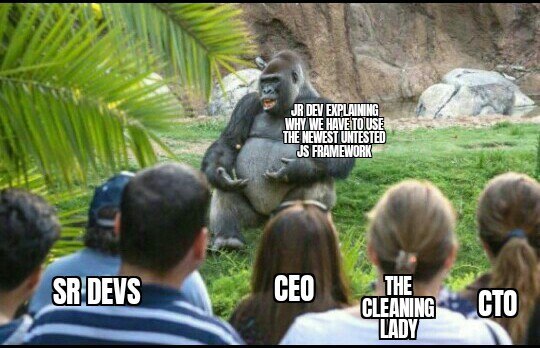 JR DEV EXPLAINING
WHY WE HAVE TO USE
THE NEWEST UNTESTED
JS FRAMEWORK
SR DEVS
CEO
THE
CLEANING
LADY
CTO